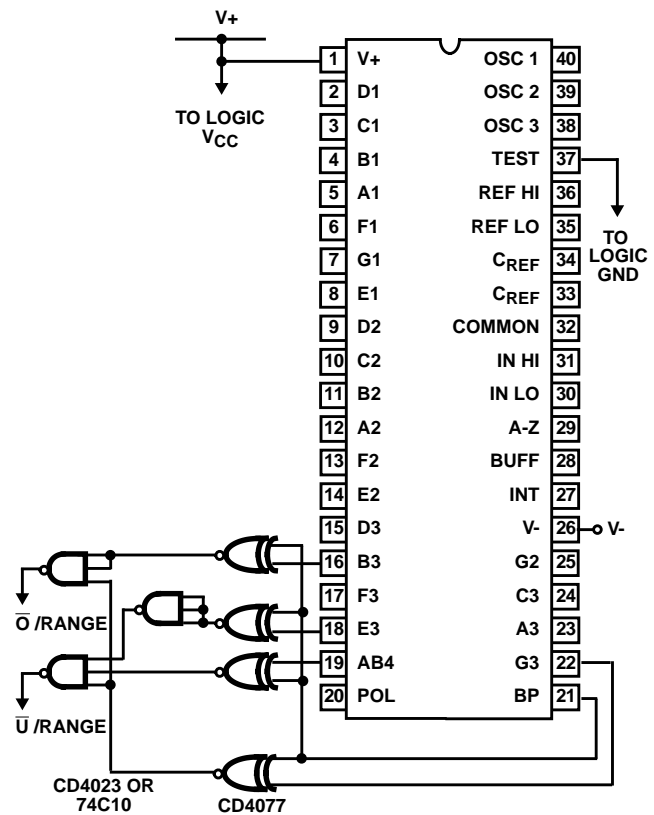 V+
1 V+ OSC 1 40
2 D1 OSC 2 39
TO LOGIC
VCC
3 C1 OSC 3 38
4 B1 TEST 37
5 A1 REF HI 36
6 F1 REF LO 35
TO
LOGIC
GND
7 G1 CREF 34
8 E1 CREF 33
9 D2 COMMON 32
10 C2 IN HI 31
11 B2 IN LO 30
12 A2 A-Z 29
13 F2 BUFF 28
14 E2 INT 27
15 D3 V- 26 V-
16 B3 G2 25
O̅ /RANGE
17 F3 C3 24
18 E3 A3 23
19 AB4 G3 22
20 POL BP 21
U̅ /RANGE
CD4023 OR
74C10
CD4077